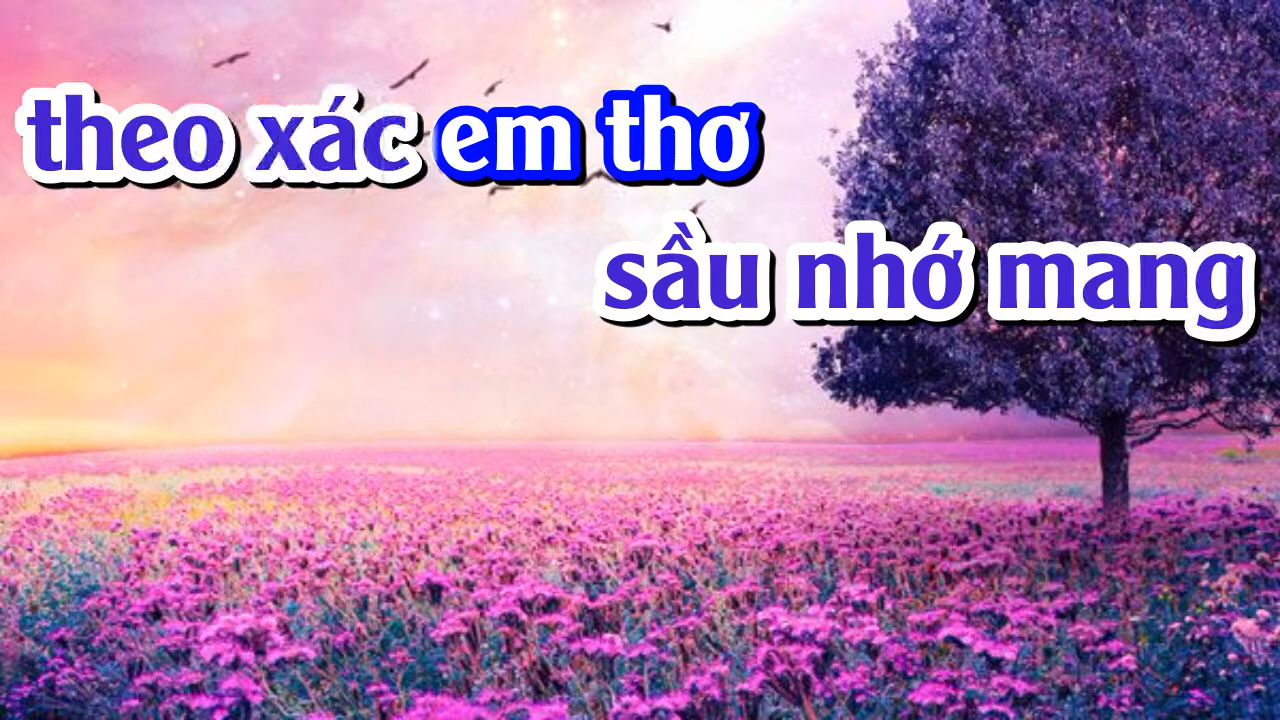 theo xác em thơ
sầu nhớ mang